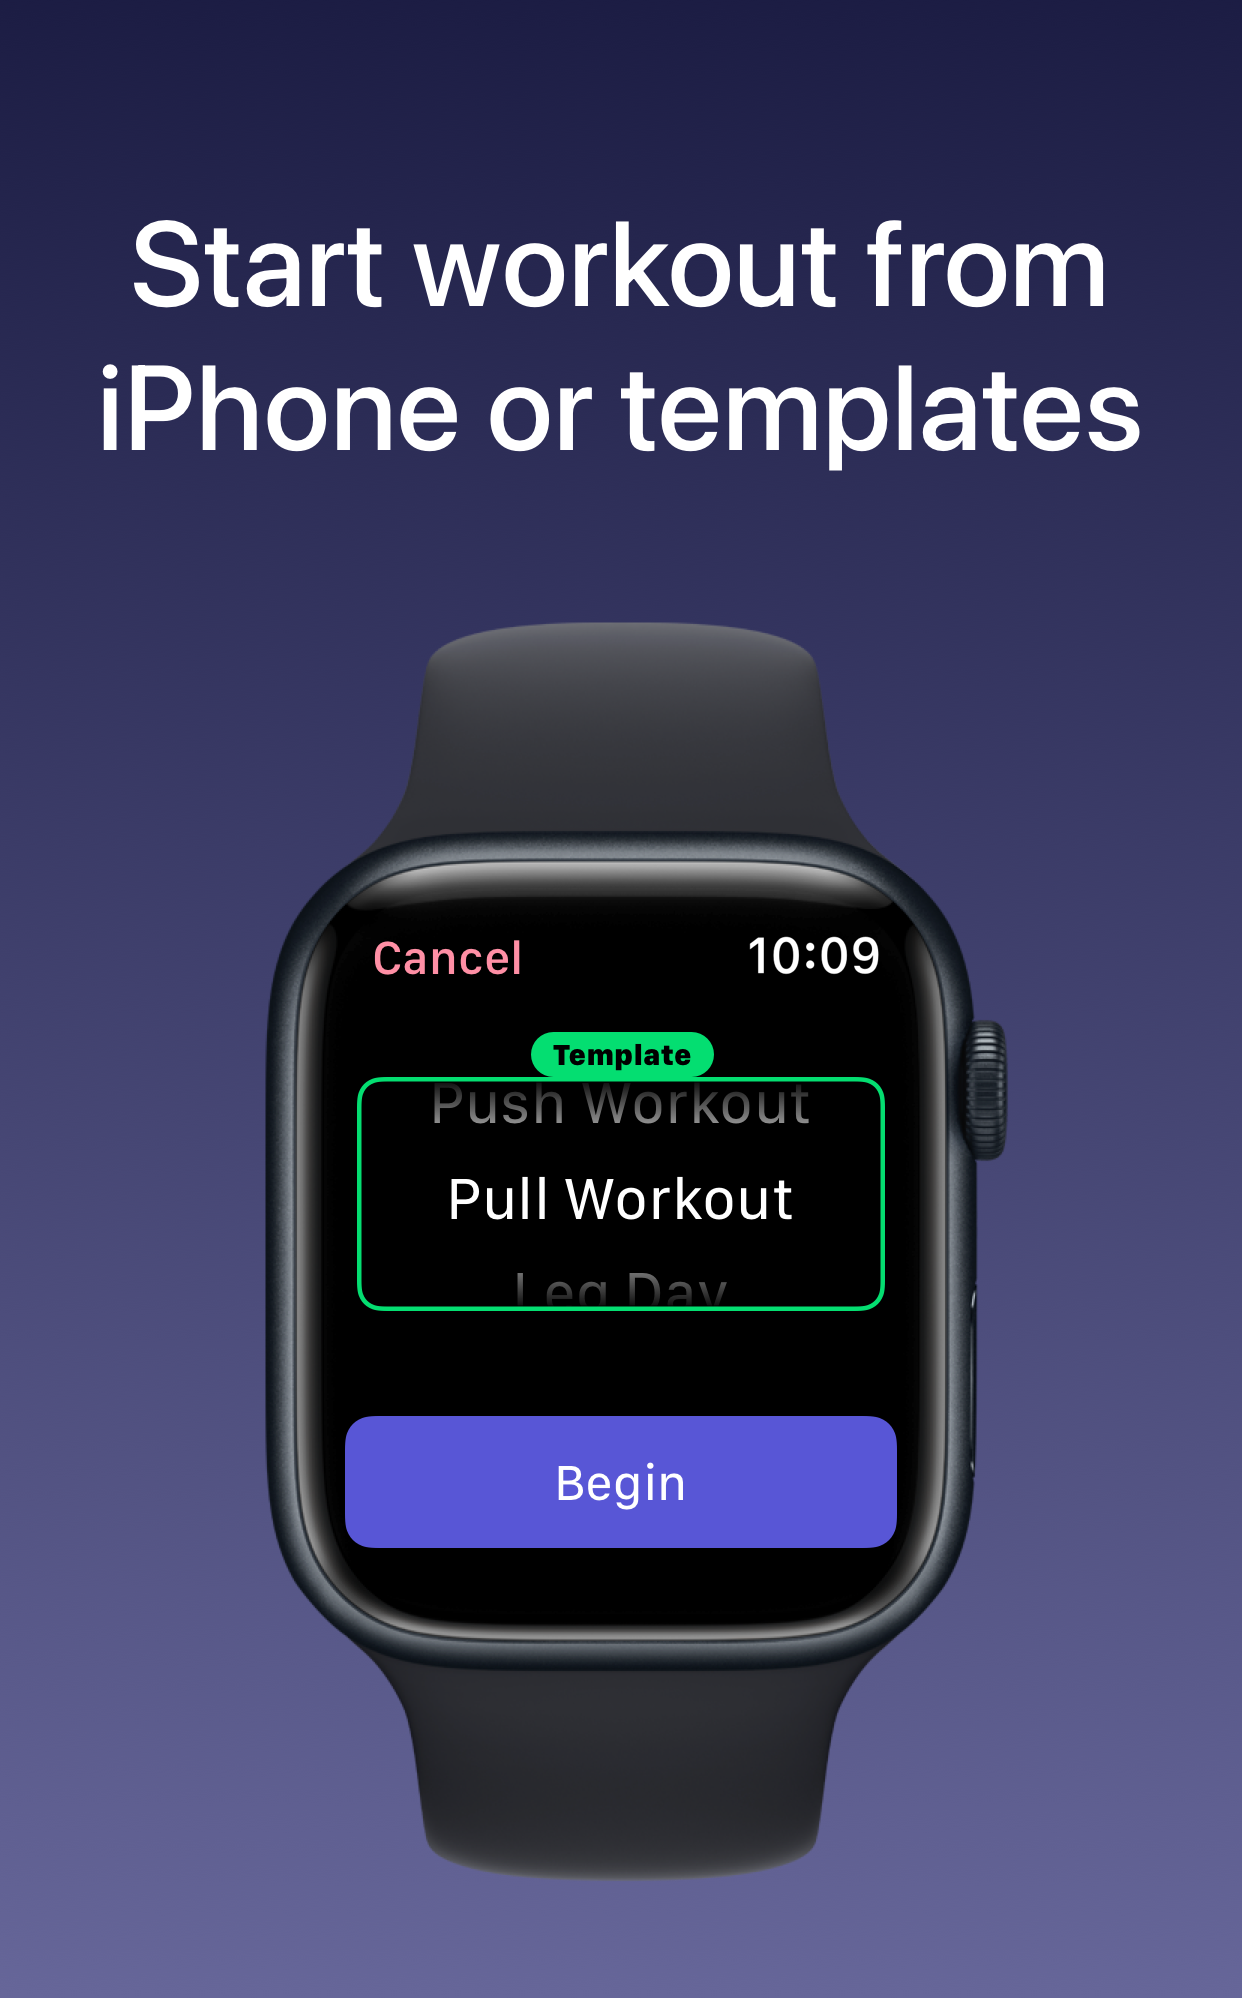 Start workout from
iPhone or templates
Cancel
10:09
Template
Push Workout
Pull Workout
Leg Day
Begin